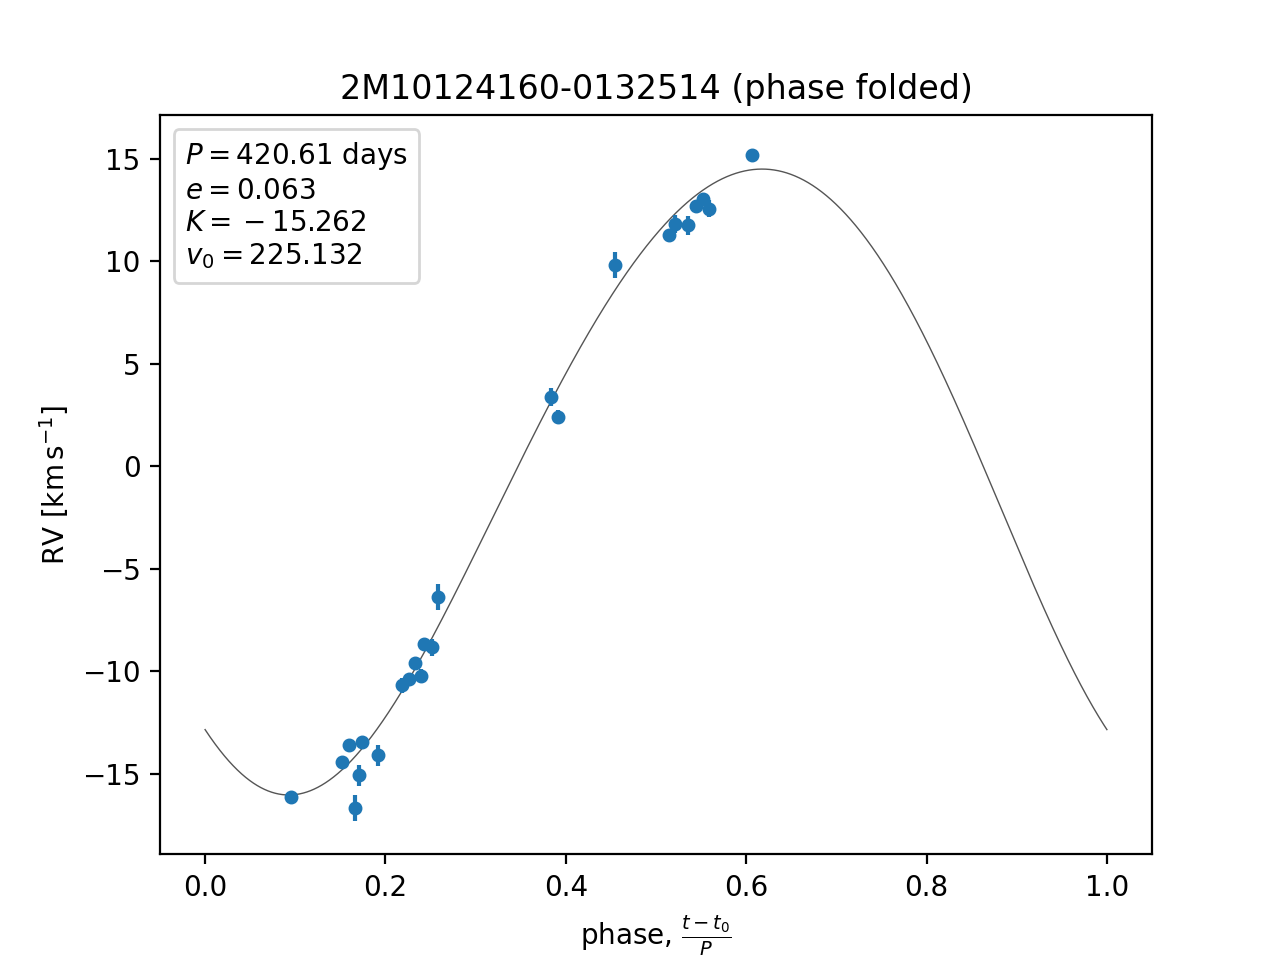 2M10124160-0132514 (phase folded)
P = 420.61 days
e = 0.063
K = −15.262
v₀ = 225.132
15
10
5
0
−5
−10
−15
RV [km s⁻¹]
0.0 0.2 0.4 0.6 0.8 1.0
phase, (t − t₀)/P